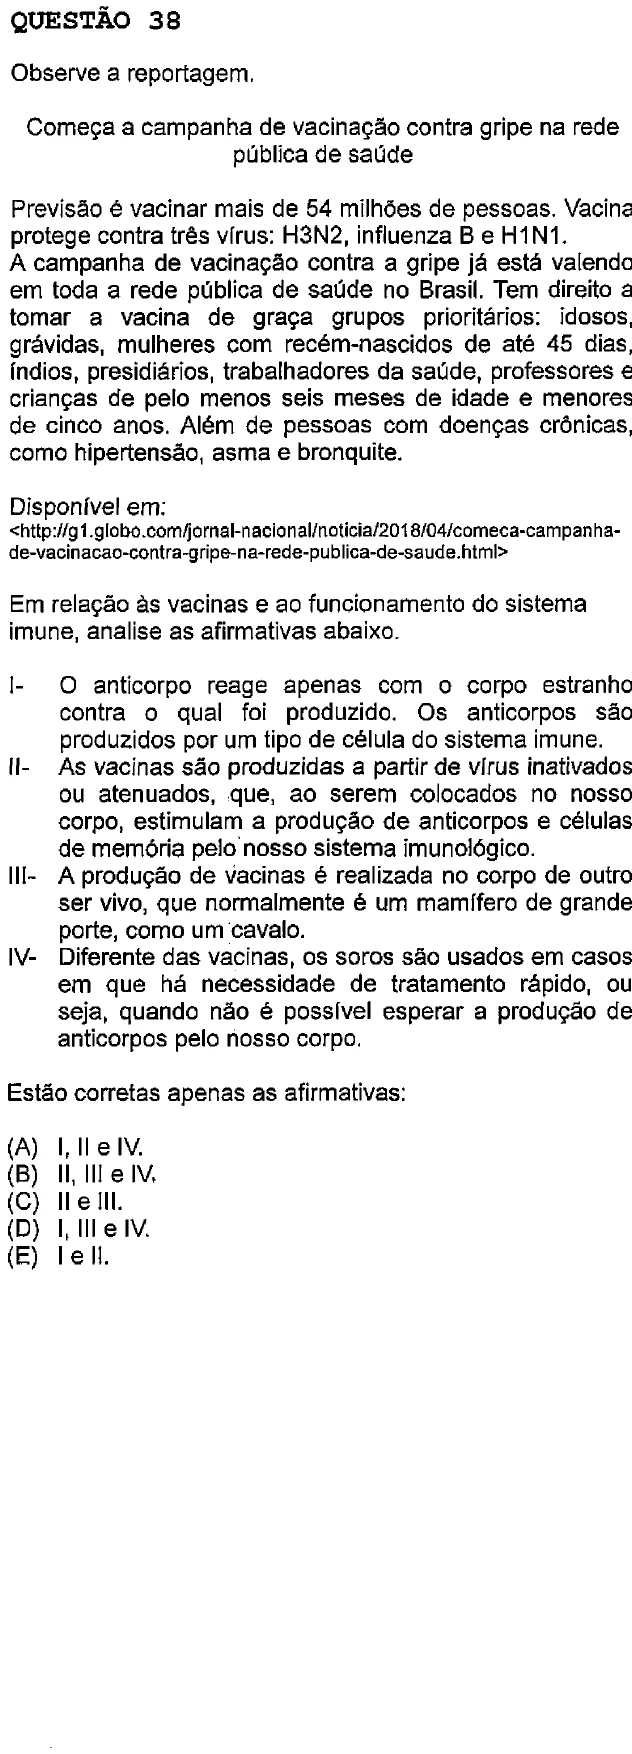 QUESTÃO 38
Observe a reportagem.
Começa a campanha de vacinação contra gripe na rede
pública de saúde
Previsão é vacinar mais de 54 milhões de pessoas. Vacina
protege contra três vírus: H3N2, influenza B e H1N1.
A campanha de vacinação contra a gripe já está valendo
em toda a rede pública de saúde no Brasil. Tem direito a
tomar a vacina de graça grupos prioritários: idosos,
grávidas, mulheres com recém-nascidos de até 45 dias,
índios, presidiários, trabalhadores da saúde, professores e
crianças de pelo menos seis meses de idade e menores
de cinco anos. Além de pessoas com doenças crônicas,
como hipertensão, asma e bronquite.
Disponível em:
<http://g1.globo.com/jornal-nacional/noticia/2018/04/comeca-campanha-
de-vacinacao-contra-gripe-na-rede-publica-de-saude.html>
Em relação às vacinas e ao funcionamento do sistema
imune, analise as afirmativas abaixo.
I- O anticorpo reage apenas com o corpo estranho
contra o qual foi produzido. Os anticorpos são
produzidos por um tipo de célula do sistema imune.
II- As vacinas são produzidas a partir de vírus inativados
ou atenuados, que, ao serem colocados no nosso
corpo, estimulam a produção de anticorpos e células
de memória pelo nosso sistema imunológico.
III- A produção de vacinas é realizada no corpo de outro
ser vivo, que normalmente é um mamífero de grande
porte, como um cavalo.
IV- Diferente das vacinas, os soros são usados em casos
em que há necessidade de tratamento rápido, ou
seja, quando não é possível esperar a produção de
anticorpos pelo nosso corpo.
Estão corretas apenas as afirmativas:
(A) I, II e IV.
(B) II, III e IV.
(C) II e III.
(D) I, III e IV.
(E) I e II.